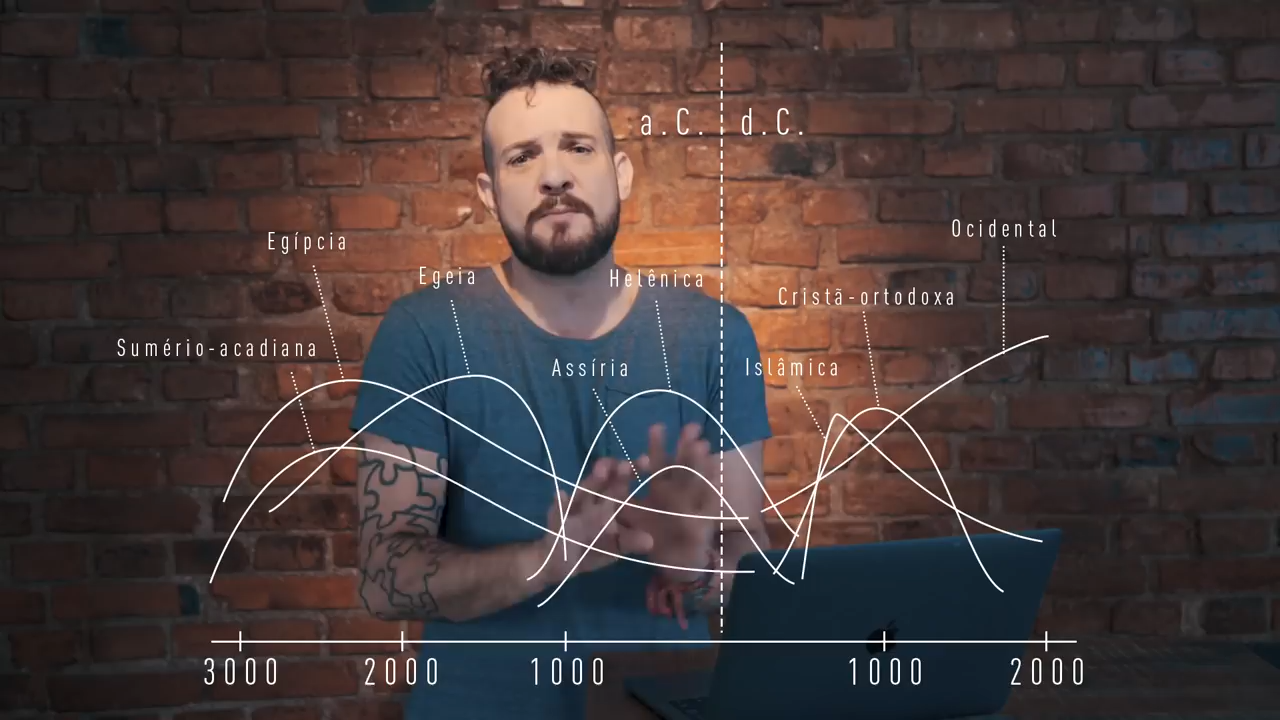 a.C. d.C.
Ocidental
Egípcia
Egeia
Helênica
Cristã-ortodoxa
Sumério-acadiana
Assíria
Islâmica
3000 2000 1000 1000 2000